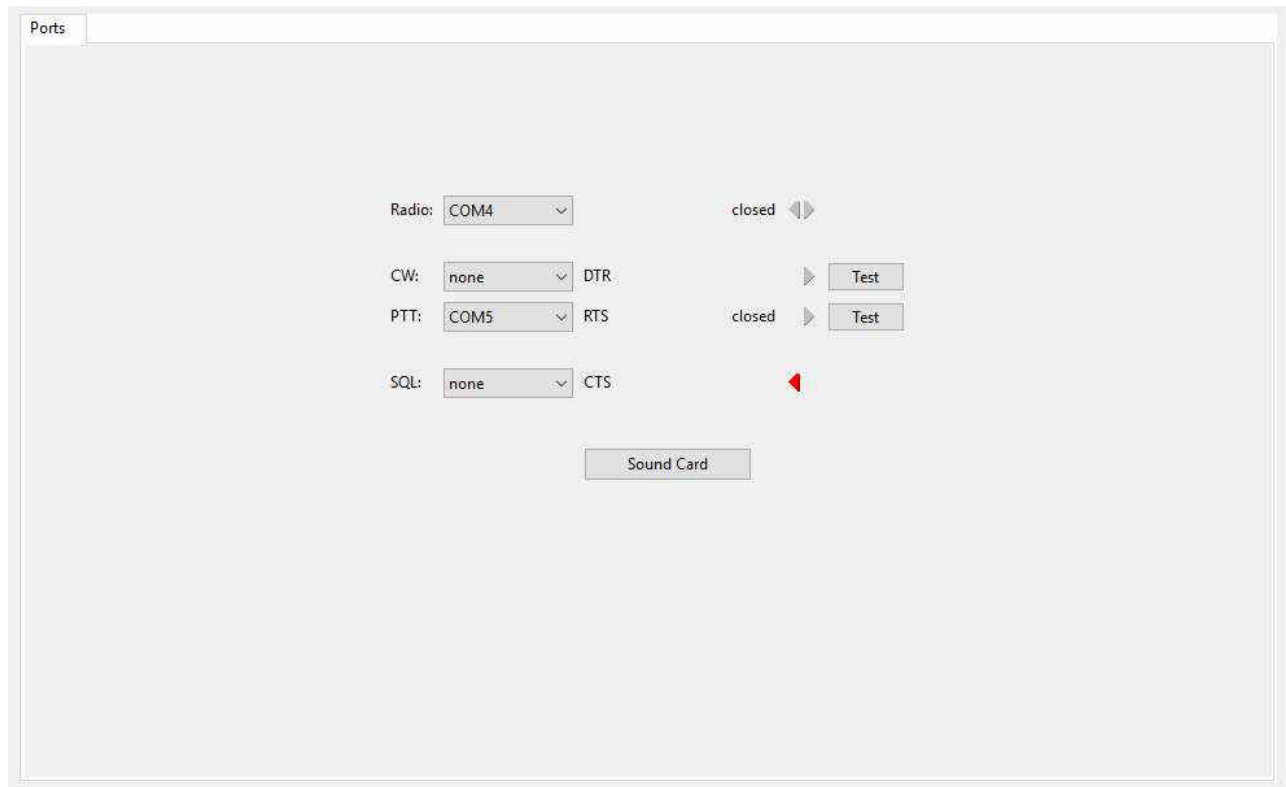 Ports
Radio: COM4 closed
CW: none DTR Test
PTT: COM5 RTS closed Test
SQL: none CTS
Sound Card